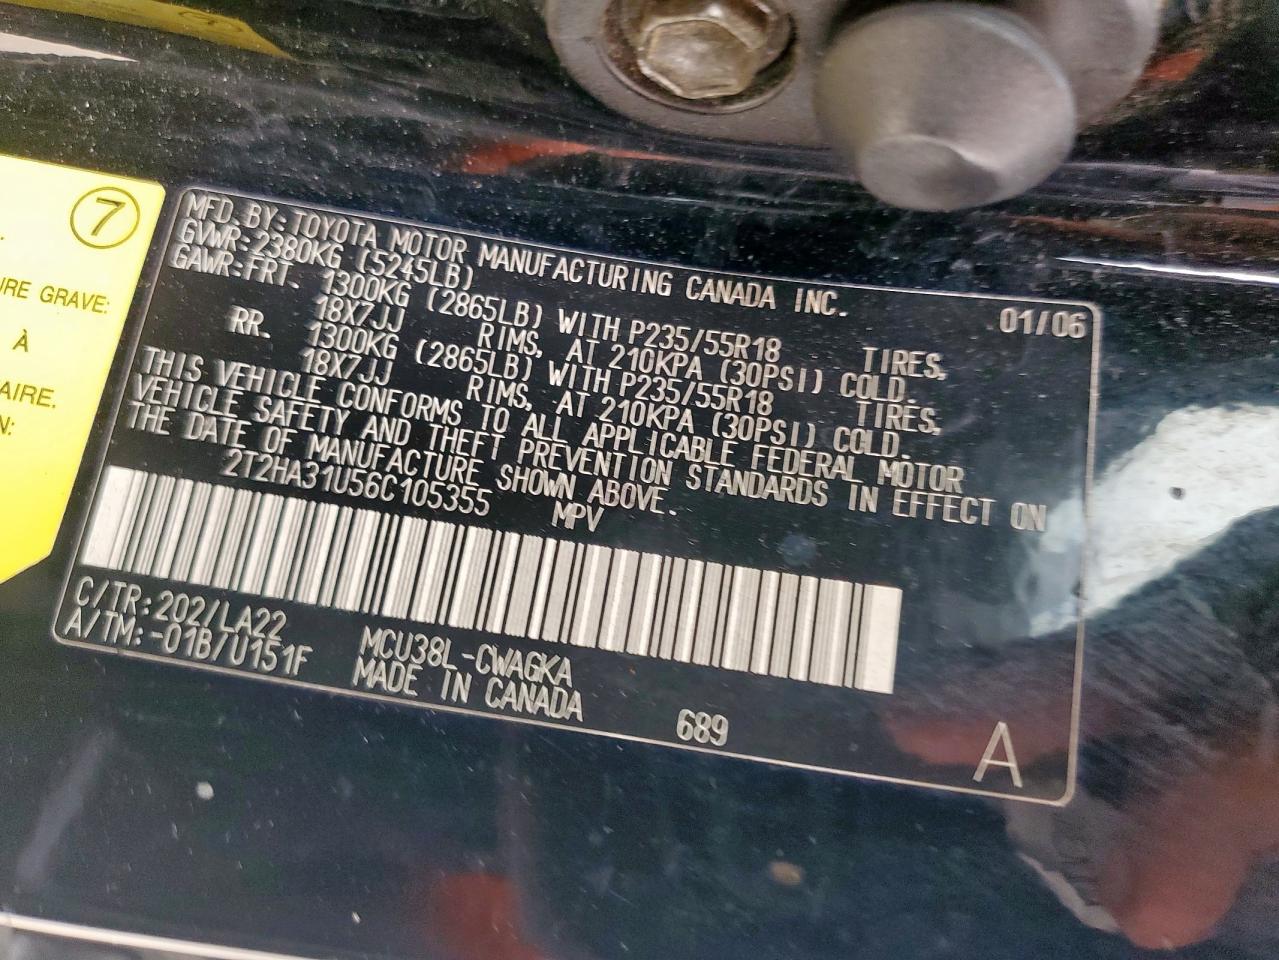 7
.
URE GRAVE:
À
AIRE.
N:
MFD. BY: TOYOTA MOTOR MANUFACTURING CANADA INC. 01/06
GVWR: 2380KG (5245LB)
GAWR: FRT. 1300KG (2865LB) WITH P235/55R18 TIRES,
18X7JJ RIMS, AT 210KPA (30PSI) COLD.
RR. 1300KG (2865LB) WITH P235/55R18 TIRES,
18X7JJ RIMS, AT 210KPA (30PSI) COLD.
THIS VEHICLE CONFORMS TO ALL APPLICABLE FEDERAL MOTOR
VEHICLE SAFETY AND THEFT PREVENTION STANDARDS IN EFFECT ON
THE DATE OF MANUFACTURE SHOWN ABOVE.
2T2HA31U56C105355 MPV
C/TR: 202/LA22 MCU38L-CWAGKA
A/TM: -01B/U151F MADE IN CANADA
689
A